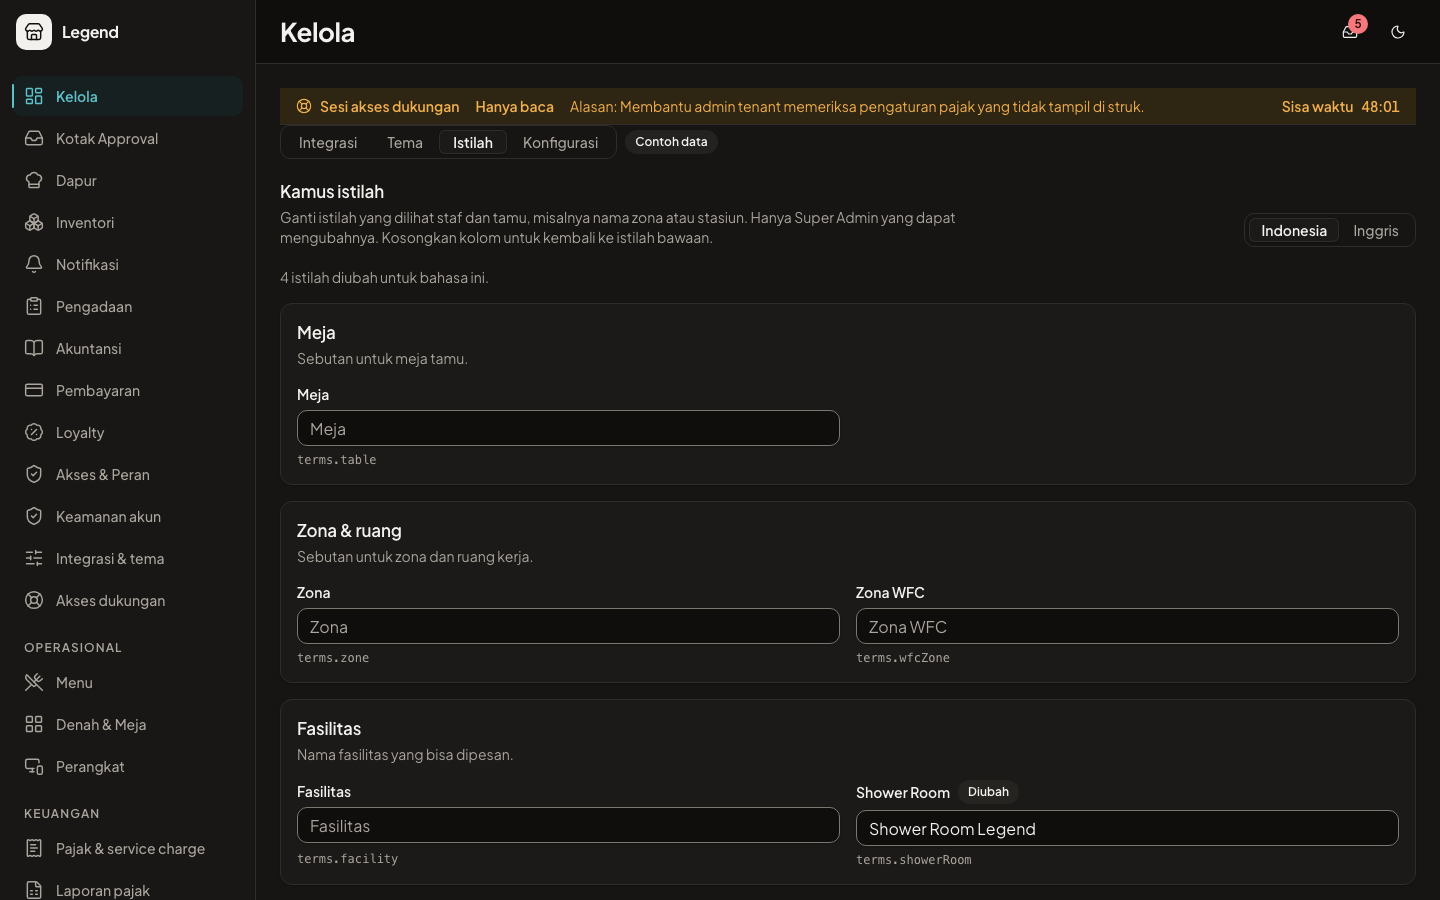 Legend
Kelola
5
Kelola
Kotak Approval
Dapur
Inventori
Notifikasi
Pengadaan
Akuntansi
Pembayaran
Loyalty
Akses & Peran
Keamanan akun
Integrasi & tema
Akses dukungan
OPERASIONAL
Menu
Denah & Meja
Perangkat
KEUANGAN
Pajak & service charge
Laporan pajak
Sesi akses dukungan Hanya baca Alasan: Membantu admin tenant memeriksa pengaturan pajak yang tidak tampil di struk. Sisa waktu 48:01
Integrasi Tema Istilah Konfigurasi Contoh data
Kamus istilah
Ganti istilah yang dilihat staf dan tamu, misalnya nama zona atau stasiun. Hanya Super Admin yang dapat
mengubahnya. Kosongkan kolom untuk kembali ke istilah bawaan.
Indonesia Inggris
4 istilah diubah untuk bahasa ini.
Meja
Sebutan untuk meja tamu.
Meja
Meja
terms.table
Zona & ruang
Sebutan untuk zona dan ruang kerja.
Zona Zona WFC
Zona Zona WFC
terms.zone terms.wfcZone
Fasilitas
Nama fasilitas yang bisa dipesan.
Fasilitas Shower Room Diubah
Fasilitas Shower Room Legend
terms.facility terms.showerRoom